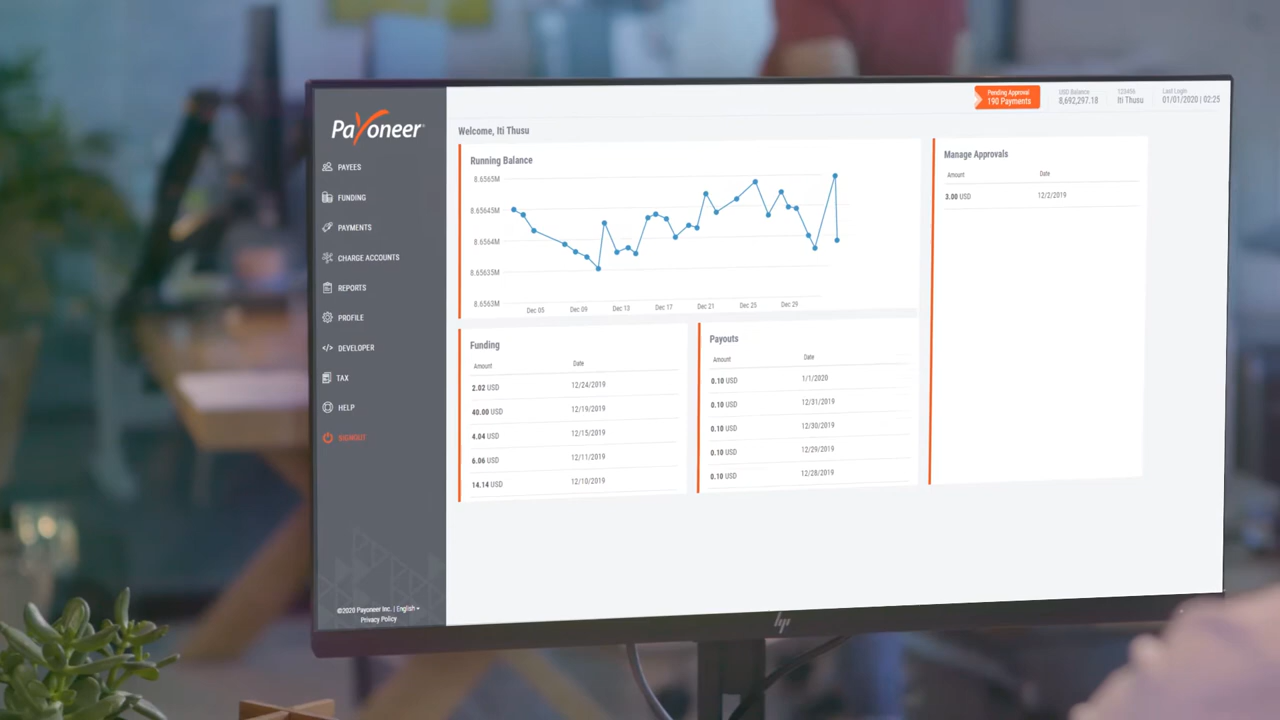 Payoneer
PAYEES
FUNDING
PAYMENTS
CHARGE ACCOUNTS
REPORTS
PROFILE
DEVELOPER
TAX
HELP
SIGNOUT
©2020 Payoneer Inc. | English
Privacy Policy
Pending Approval
190 Payments
USD Balance
8,692,297.18
123456
Iti Thusu
Last Login
01/01/2020 | 02:25
Welcome, Iti Thusu
Running Balance
8.6565M
8.65645M
8.6564M
8.65635M
8.6563M
Dec 05 Dec 09 Dec 13 Dec 17 Dec 21 Dec 25 Dec 29
Manage Approvals
Amount Date
3.00 USD 12/2/2019
Funding
Amount Date
2.02 USD 12/24/2019
40.00 USD 12/19/2019
4.04 USD 12/15/2019
6.06 USD 12/11/2019
14.14 USD 12/10/2019
Payouts
Amount Date
0.10 USD 1/1/2020
0.10 USD 12/31/2019
0.10 USD 12/30/2019
0.10 USD 12/29/2019
0.10 USD 12/28/2019
hp